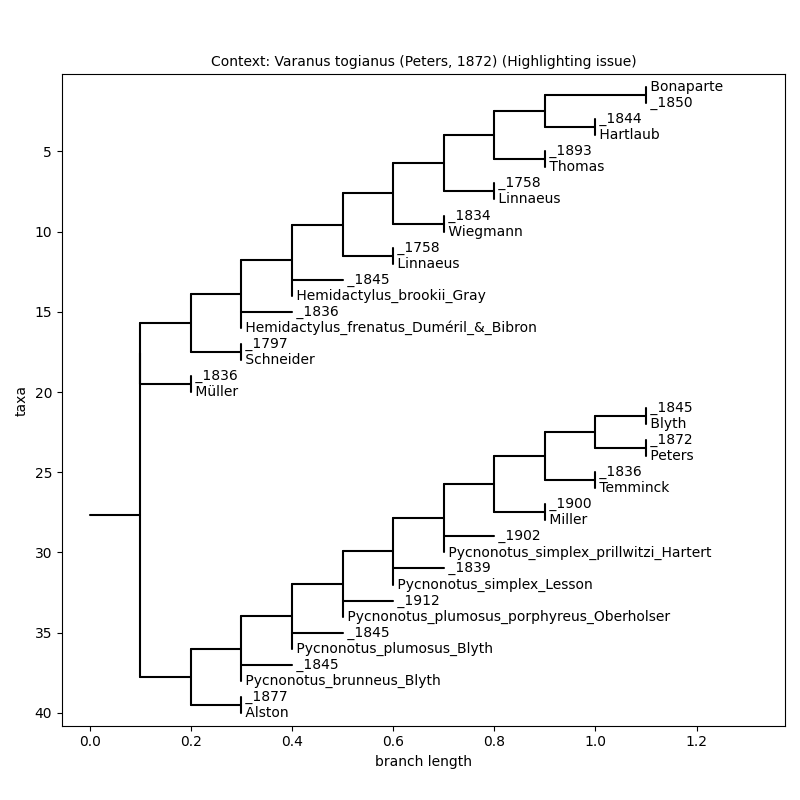 Context: Varanus togianus (Peters, 1872) (Highlighting issue)
Bonaparte
_1850
_1844
Hartlaub
_1893
Thomas
_1758
Linnaeus
_1834
Wiegmann
_1758
Linnaeus
_1845
Hemidactylus_brookii_Gray
_1836
Hemidactylus_frenatus_Duméril_&_Bibron
_1797
Schneider
_1836
Müller
_1845
Blyth
_1872
Peters
_1836
Temminck
_1900
Miller
_1902
Pycnonotus_simplex_prillwitzi_Hartert
_1839
Pycnonotus_simplex_Lesson
_1912
Pycnonotus_plumosus_porphyreus_Oberholser
_1845
Pycnonotus_plumosus_Blyth
_1845
Pycnonotus_brunneus_Blyth
_1877
Alston
taxa
5
10
15
20
25
30
35
40
0.0 0.2 0.4 0.6 0.8 1.0 1.2
branch length